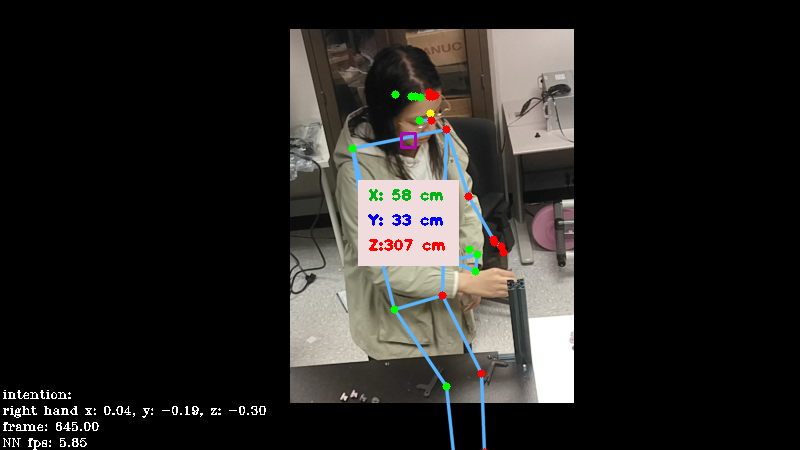 FANUC
X: 58 cm
Y: 33 cm
Z:307 cm
intention:
right hand x: 0.04, y: -0.19, z: -0.30
frame: 645.00
NN fps: 5.85